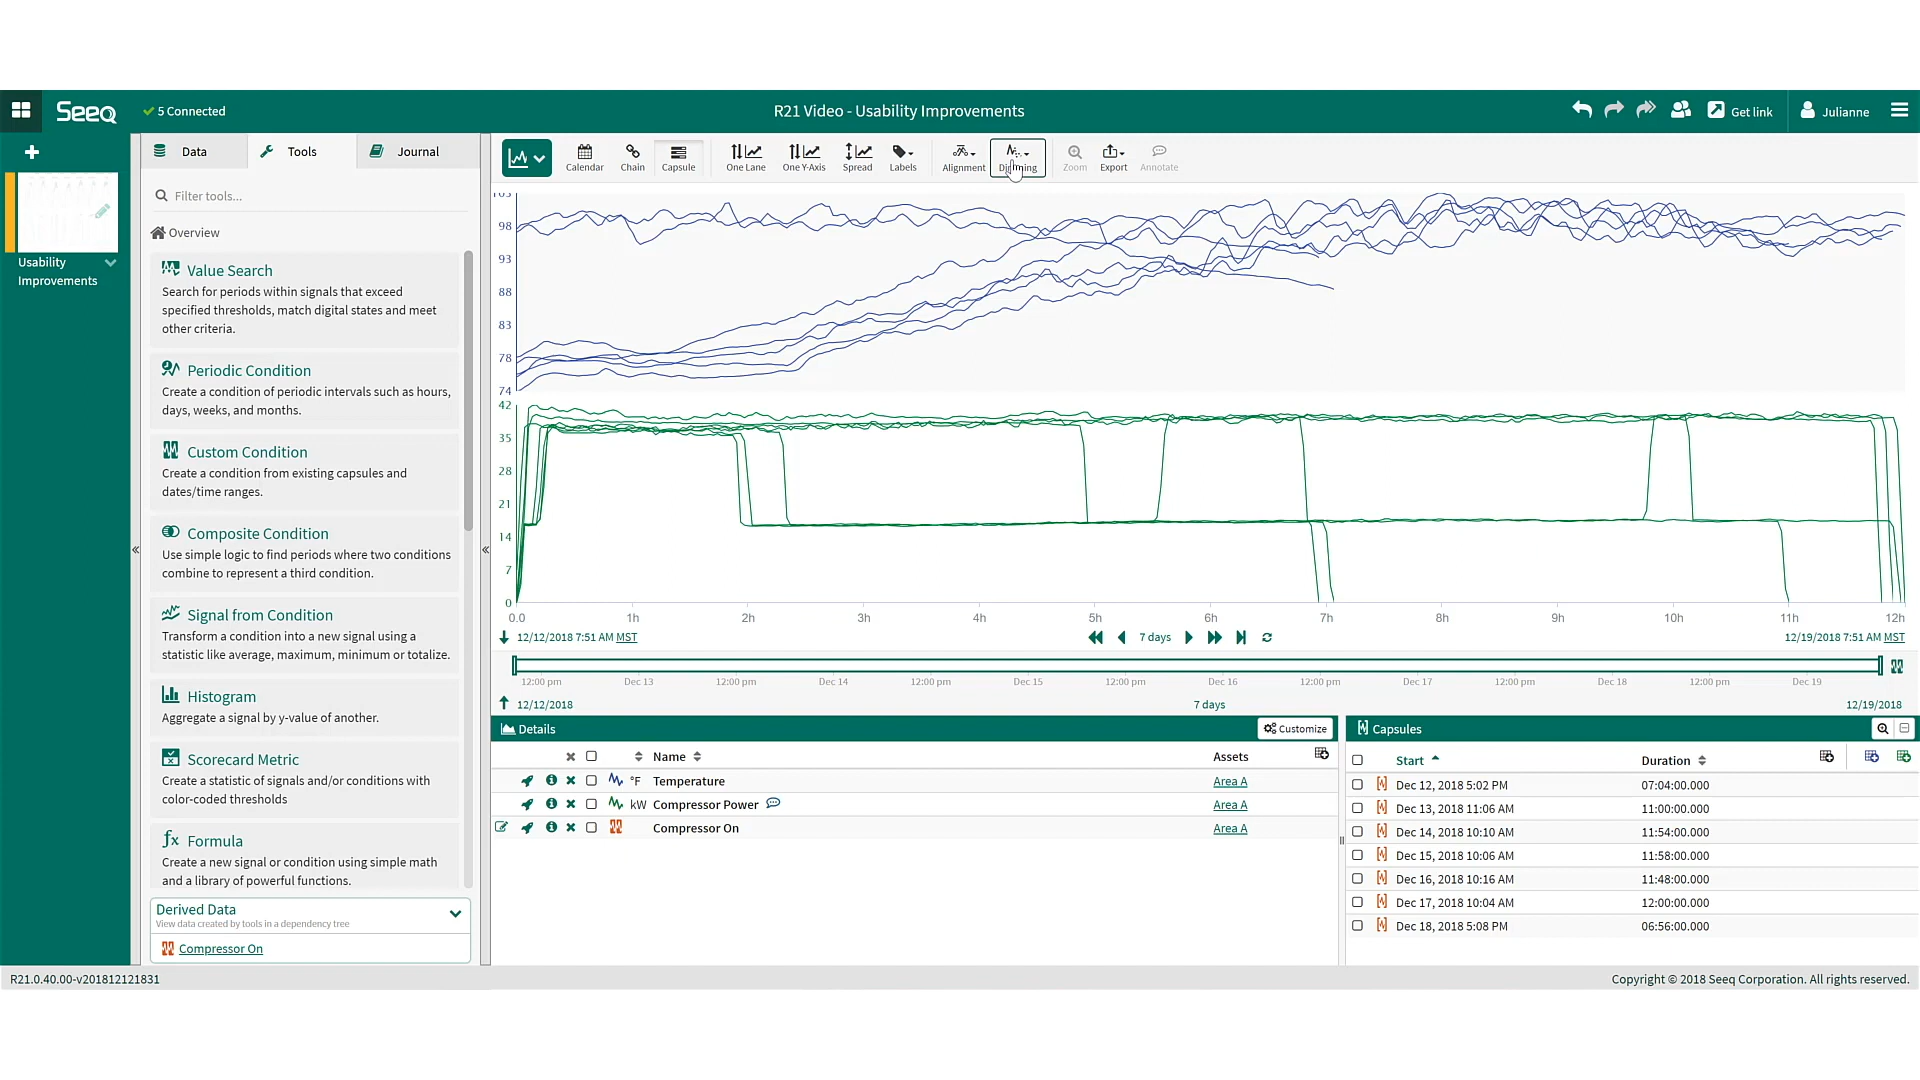 Seeq
5 Connected
R21 Video - Usability Improvements
Get link
Julianne
Data
Tools
Journal
Calendar
Chain
Capsule
One Lane
One Y-Axis
Spread
Labels
Alignment
Dimming
Zoom
Export
Annotate
Usability
Improvements
Filter tools...
Overview
Value Search
Search for periods within signals that exceed
specified thresholds, match digital states and meet
other criteria.
Periodic Condition
Create a condition of periodic intervals such as hours,
days, weeks, and months.
Custom Condition
Create a condition from existing capsules and
dates/time ranges.
Composite Condition
Use simple logic to find periods where two conditions
combine to represent a third condition.
Signal from Condition
Transform a condition into a new signal using a
statistic like average, maximum, minimum or totalize.
Histogram
Aggregate a signal by y-value of another.
Scorecard Metric
Create a statistic of signals and/or conditions with
color-coded thresholds
fx Formula
Create a new signal or condition using simple math
and a library of powerful functions.
Derived Data
View data created by tools in a dependency tree
Compressor On
103
98
93
88
83
78
74
42
35
28
21
14
7
0
0.0 1h 2h 3h 4h 5h 6h 7h 8h 9h 10h 11h 12h
12/12/2018 7:51 AM MST
7 days
12/19/2018 7:51 AM MST
12:00 pm Dec 13 12:00 pm Dec 14 12:00 pm Dec 15 12:00 pm Dec 16 12:00 pm Dec 17 12:00 pm Dec 18 12:00 pm Dec 19
12/12/2018
7 days
12/19/2018
Details
Customize
Name
Assets
°F Temperature Area A
kW Compressor Power Area A
Compressor On Area A
Capsules
Start Duration
Dec 12, 2018 5:02 PM 07:04:00.000
Dec 13, 2018 11:06 AM 11:00:00.000
Dec 14, 2018 10:10 AM 11:54:00.000
Dec 15, 2018 10:06 AM 11:58:00.000
Dec 16, 2018 10:16 AM 11:48:00.000
Dec 17, 2018 10:04 AM 12:00:00.000
Dec 18, 2018 5:08 PM 06:56:00.000
R21.0.40.00-v201812121831
Copyright © 2018 Seeq Corporation. All rights reserved.